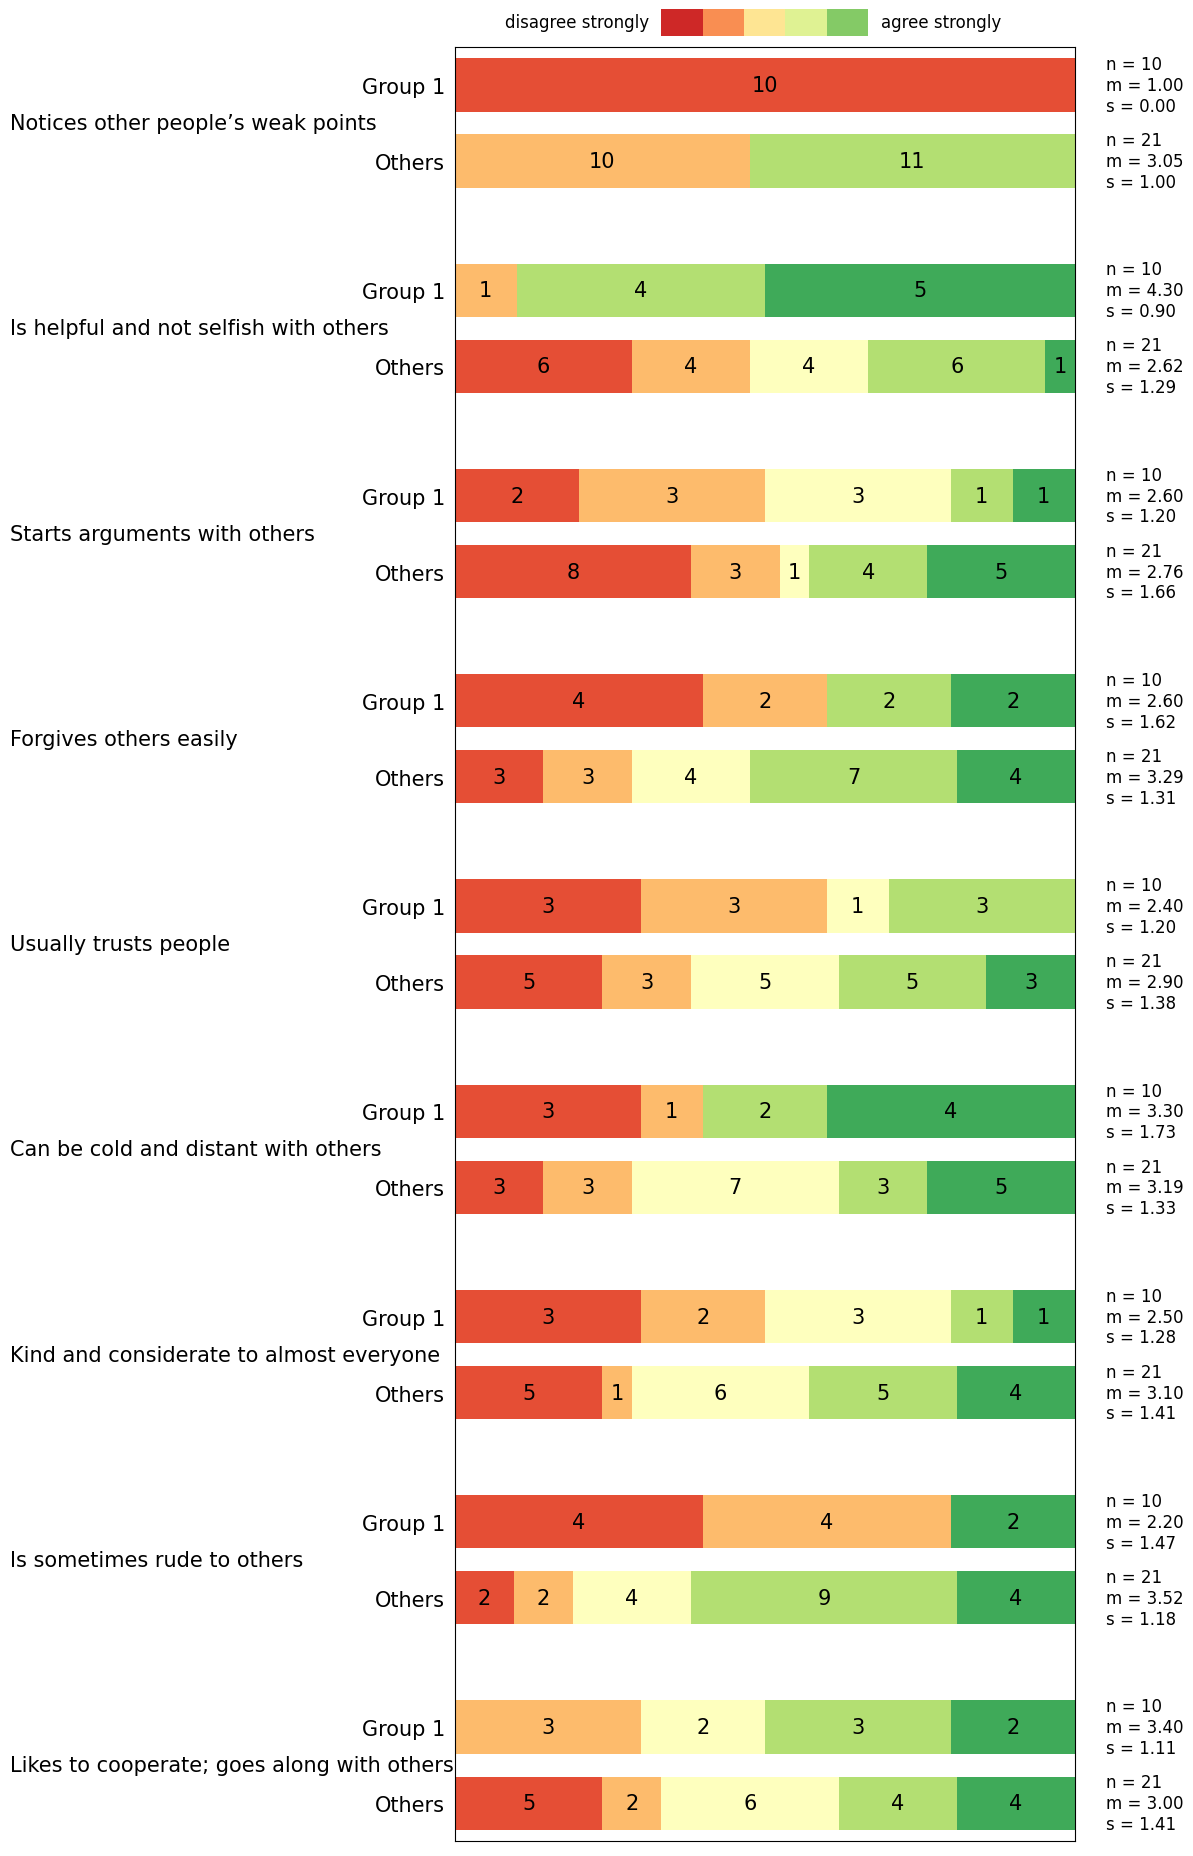 disagree strongly agree strongly
Group 1 10 n = 10
m = 1.00
s = 0.00
Notices other people’s weak points
Others 10 11 n = 21
m = 3.05
s = 1.00
Group 1 1 4 5 n = 10
m = 4.30
s = 0.90
Is helpful and not selfish with others
Others 6 4 4 6 1 n = 21
m = 2.62
s = 1.29
Group 1 2 3 3 1 1 n = 10
m = 2.60
s = 1.20
Starts arguments with others
Others 8 3 1 4 5 n = 21
m = 2.76
s = 1.66
Group 1 4 2 2 2 n = 10
m = 2.60
s = 1.62
Forgives others easily
Others 3 3 4 7 4 n = 21
m = 3.29
s = 1.31
Group 1 3 3 1 3 n = 10
m = 2.40
s = 1.20
Usually trusts people
Others 5 3 5 5 3 n = 21
m = 2.90
s = 1.38
Group 1 3 1 2 4 n = 10
m = 3.30
s = 1.73
Can be cold and distant with others
Others 3 3 7 3 5 n = 21
m = 3.19
s = 1.33
Group 1 3 2 3 1 1 n = 10
m = 2.50
s = 1.28
Kind and considerate to almost everyone
Others 5 1 6 5 4 n = 21
m = 3.10
s = 1.41
Group 1 4 4 2 n = 10
m = 2.20
s = 1.47
Is sometimes rude to others
Others 2 2 4 9 4 n = 21
m = 3.52
s = 1.18
Group 1 3 2 3 2 n = 10
m = 3.40
s = 1.11
Likes to cooperate; goes along with others
Others 5 2 6 4 4 n = 21
m = 3.00
s = 1.41